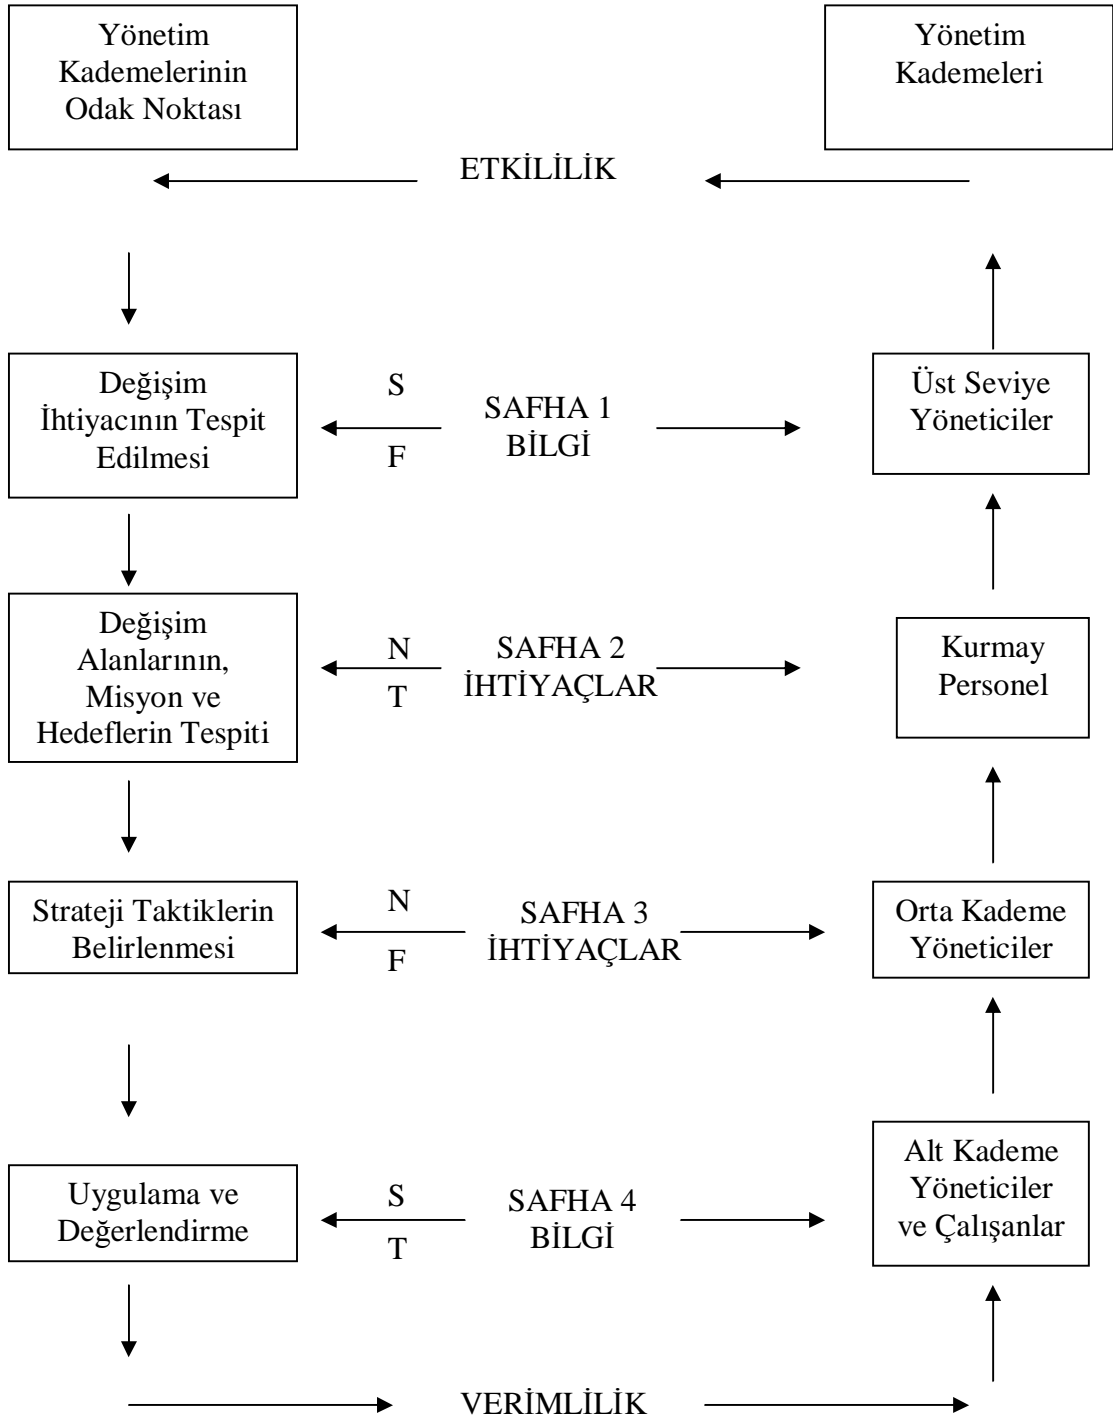 Yönetim
Kademelerinin
Odak Noktası
Yönetim
Kademeleri
ETKİLİLİK
Değişim
İhtiyacının Tespit
Edilmesi
S
F
SAFHA 1
BİLGİ
Üst Seviye
Yöneticiler
Değişim
Alanlarının,
Misyon ve
Hedeflerin Tespiti
N
T
SAFHA 2
İHTİYAÇLAR
Kurmay
Personel
Strateji Taktiklerin
Belirlenmesi
N
F
SAFHA 3
İHTİYAÇLAR
Orta Kademe
Yöneticiler
Uygulama ve
Değerlendirme
S
T
SAFHA 4
BİLGİ
Alt Kademe
Yöneticiler
ve Çalışanlar
VERİMLİLİK